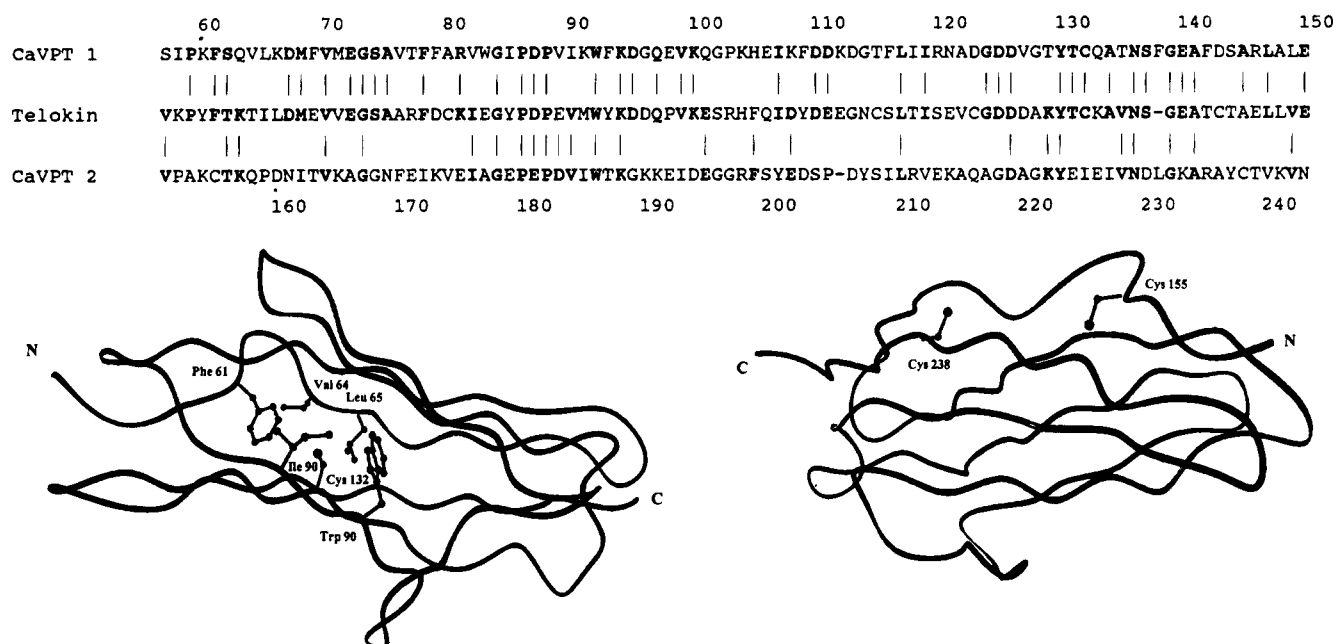 60 70 80 90 100 110 120 130 140 150
CaVPT 1 SIPKFSQVLKDMFVMEGSAVTFFARVWGIPDPVIKWFKDGQEVKQGPKHEIKFDDKDGTFLIIRNADGDDVGTYTCQATNSFGEAFDSARLALE
Telokin VKPYFTKTILDMEVVEGSAARFDCKIEGYPDPEVMWYKDDQPVKESRHFQIDYDEEGNCSLTISEVCGDDDAKYTCKAVNS-GEATCTAELLVE
CaVPT 2 VPAKCTKQPDNITVKAGGNFEIKVEIAGEPEPDVIWTKGKKEIDEGGRFSYEDSP-DYSILRVEKAQAGDAGKYEIEIVNDLGKARAYCTVKVN
160 170 180 190 200 210 220 230 240
Cys 155
N
Phe 61
Val 64
Leu 65
C
Cys 238
N
Ile 90
Cys 132
C
Trp 90